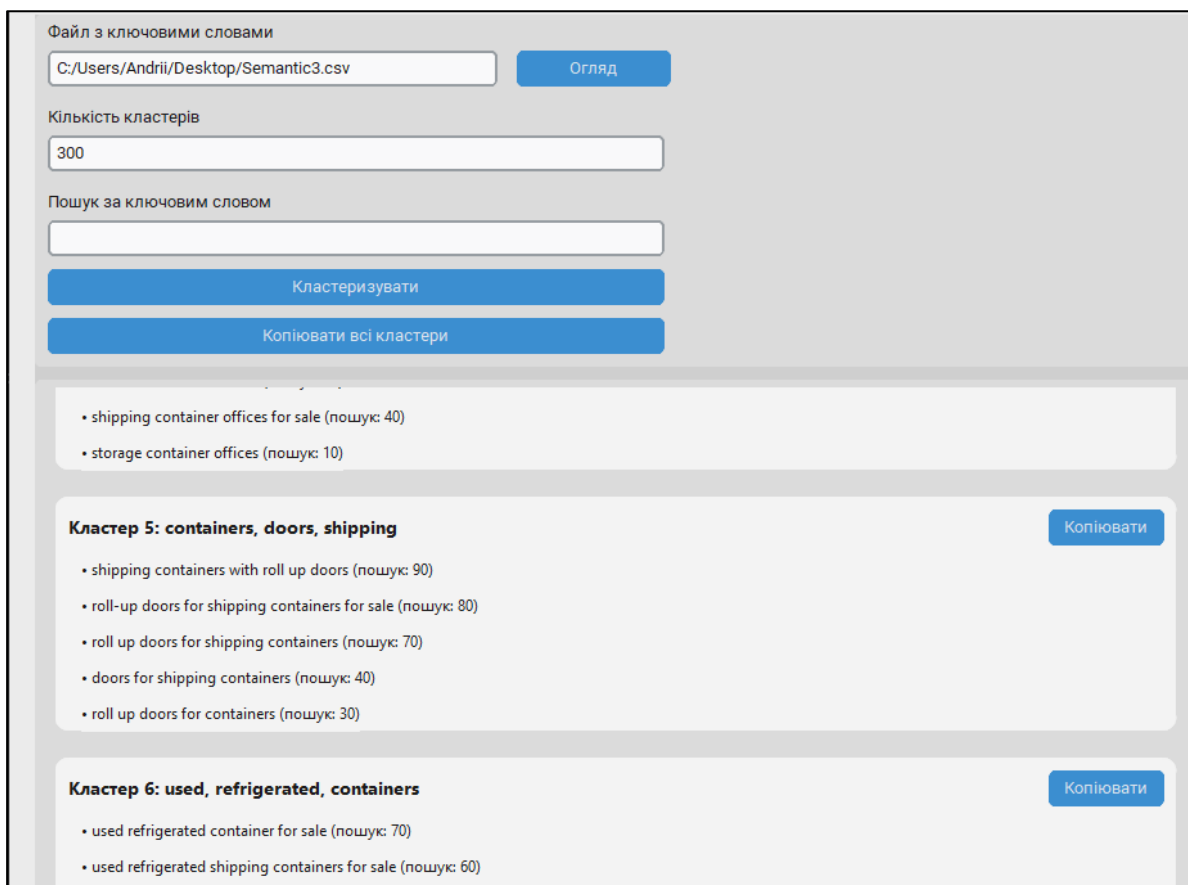 Файл з ключовими словами
C:/Users/Andrii/Desktop/Semantic3.csv
Огляд
Кількість кластерів
300
Пошук за ключовим словом
Кластеризувати
Копіювати всі кластери
• shipping container offices for sale (пошук: 40)
• storage container offices (пошук: 10)
Кластер 5: containers, doors, shipping
Копіювати
• shipping containers with roll up doors (пошук: 90)
• roll-up doors for shipping containers for sale (пошук: 80)
• roll up doors for shipping containers (пошук: 70)
• doors for shipping containers (пошук: 40)
• roll up doors for containers (пошук: 30)
Кластер 6: used, refrigerated, containers
Копіювати
• used refrigerated container for sale (пошук: 70)
• used refrigerated shipping containers for sale (пошук: 60)